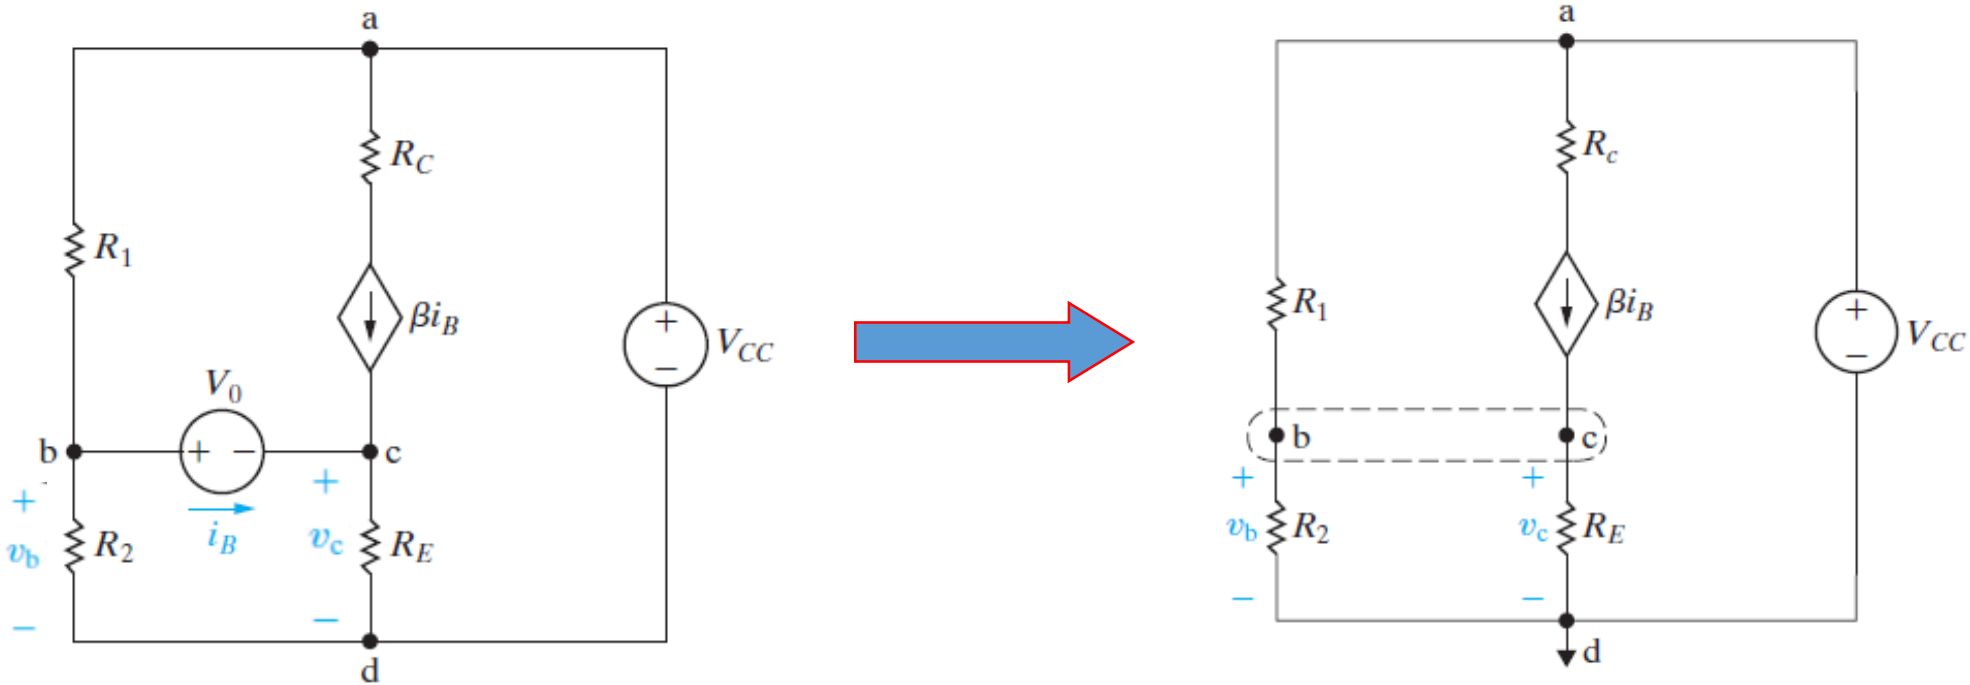 a
R_C
R_1
βi_B
+
−
V_CC
V_0
b
+ −
c
+
v_b
−
i_B
R_2
+
v_c
−
R_E
d
a
R_c
R_1
βi_B
+
−
V_CC
b
c
+
v_b
−
R_2
+
v_c
−
R_E
d